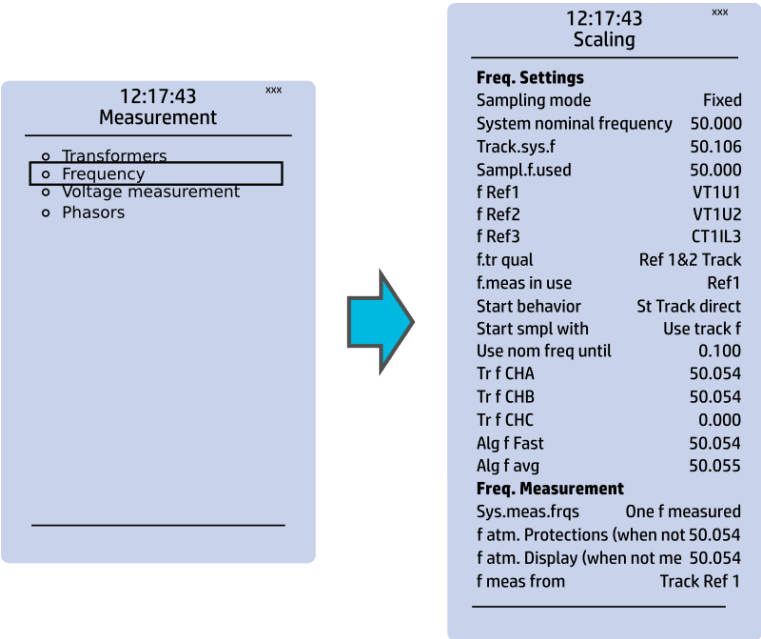 12:17:43 xxx
Measurement
Transformers
Frequency
Voltage measurement
Phasors
12:17:43 xxx
Scaling
Freq. Settings
Sampling mode Fixed
System nominal frequency 50.000
Track.sys.f 50.106
Sampl.f.used 50.000
f Ref1 VT1U1
f Ref2 VT1U2
f Ref3 CT1IL3
f.tr qual Ref 1&2 Track
f.meas in use Ref1
Start behavior St Track direct
Start smpl with Use track f
Use nom freq until 0.100
Tr f CHA 50.054
Tr f CHB 50.054
Tr f CHC 0.000
Alg f Fast 50.054
Alg f avg 50.055
Freq. Measurement
Sys.meas.frqs One f measured
f atm. Protections (when not 50.054
f atm. Display (when not me 50.054
f meas from Track Ref 1